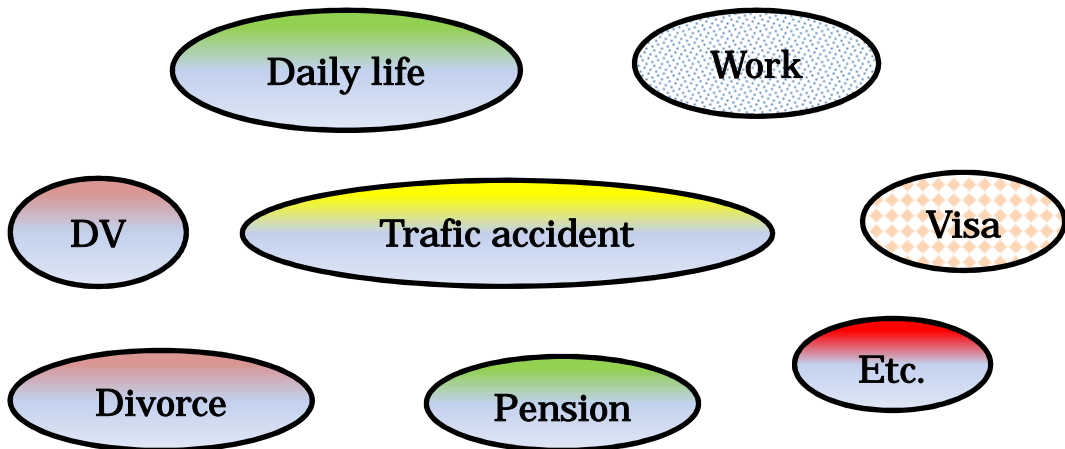 Daily life
Work
DV
Trafic accident
Visa
Divorce
Pension
Etc.